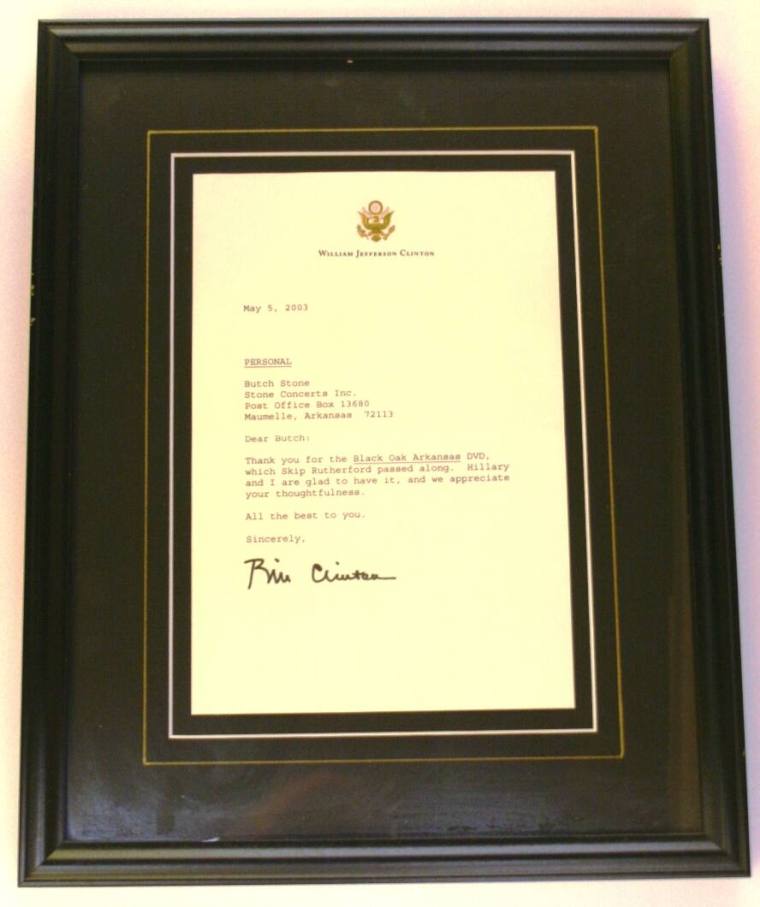 WILLIAM JEFFERSON CLINTON
May 5, 2003
PERSONAL
Butch Stone
Stone Concerts Inc.
Post Office Box 13680
Maumelle, Arkansas 72113
Dear Butch:
Thank you for the Black Oak Arkansas DVD,
which Skip Rutherford passed along. Hillary
and I are glad to have it, and we appreciate
your thoughtfulness.
All the best to you.
Sincerely,
Bill Clinton